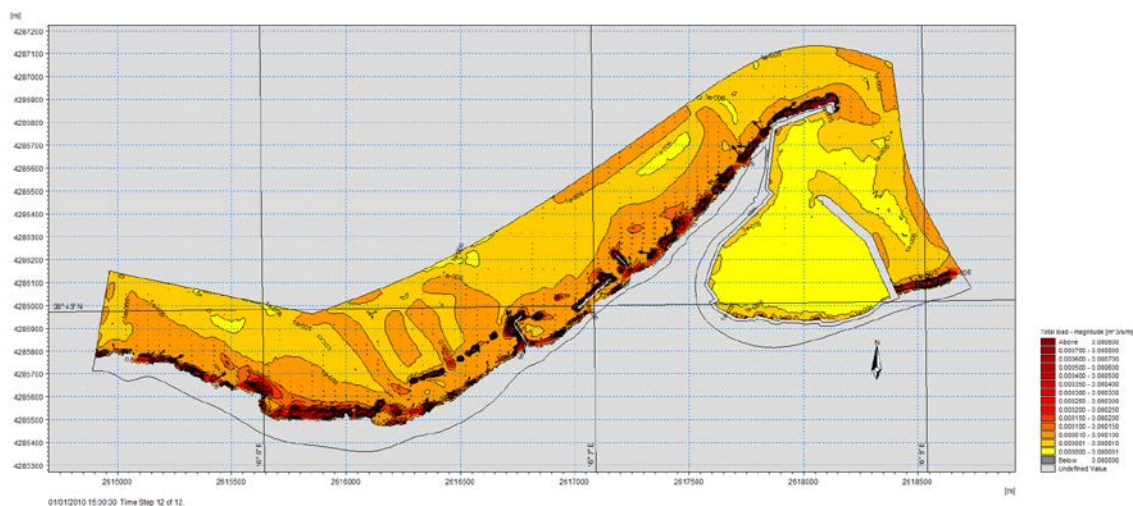 [m]
4287200
4287100
4287000
4286900
4286800
4286700
4286600
4286500
4286400
4286300
4286200
4286100
4286000
4285900
4285800
4285700
4285600
4285500
4285400
4285300
2615000
2615500
2616000
2616500
2617000
2617500
2618000
2618500
[m]
01/01/2010 15:00:00 Time Step 12 of 12.
Total load - magnitude [m^3/s/m]
Above 0.000800
0.000700 - 0.000800
0.000600 - 0.000700
0.000500 - 0.000600
0.000400 - 0.000500
0.000350 - 0.000400
0.000300 - 0.000350
0.000250 - 0.000300
0.000200 - 0.000250
0.000150 - 0.000200
0.000100 - 0.000150
0.000010 - 0.000100
0.000001 - 0.000010
0.000000 - 0.000001
Below 0.000000
Undefined Value